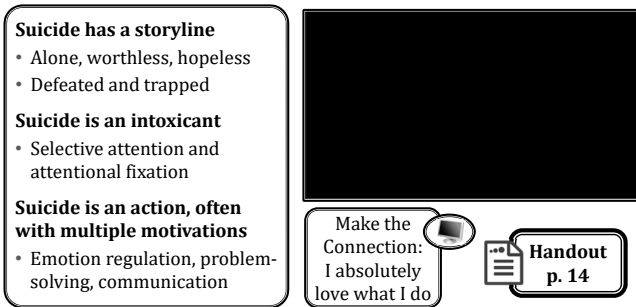 Suicide has a storyline
• Alone, worthless, hopeless
• Defeated and trapped
Suicide is an intoxicant
• Selective attention and
attentional fixation
Suicide is an action, often
with multiple motivations
• Emotion regulation, problem-
solving, communication
Make the
Connection:
I absolutely
love what I do
Handout
p. 14